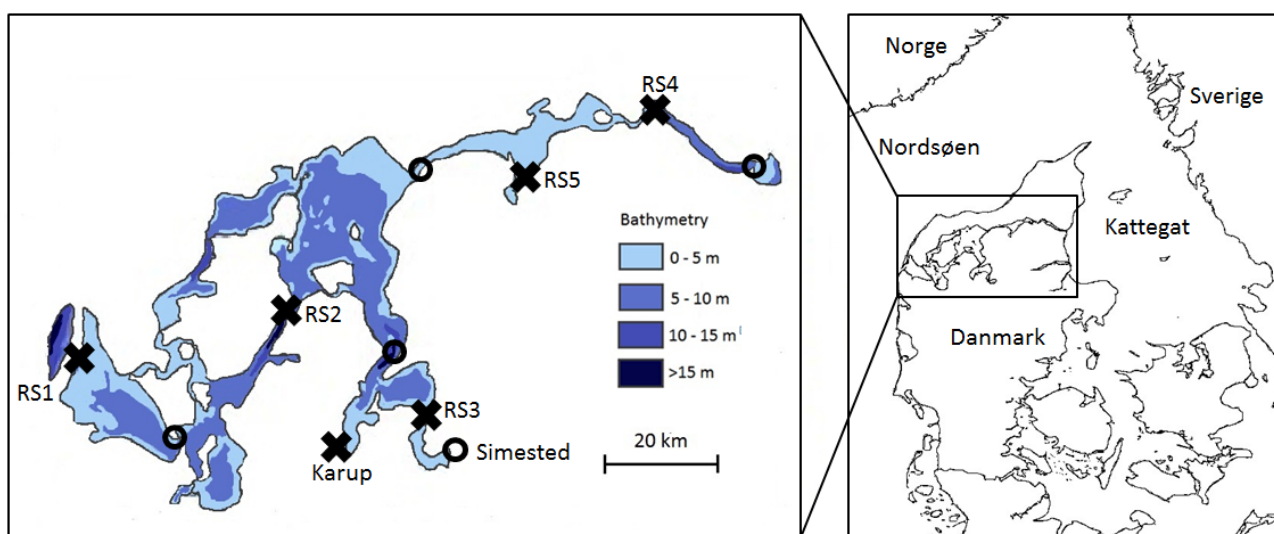 RS4
RS5
RS2
RS1
RS3
Karup
Simested
Bathymetry
0 - 5 m
5 - 10 m
10 - 15 m
>15 m
20 km
Norge
Sverige
Nordsøen
Kattegat
Danmark